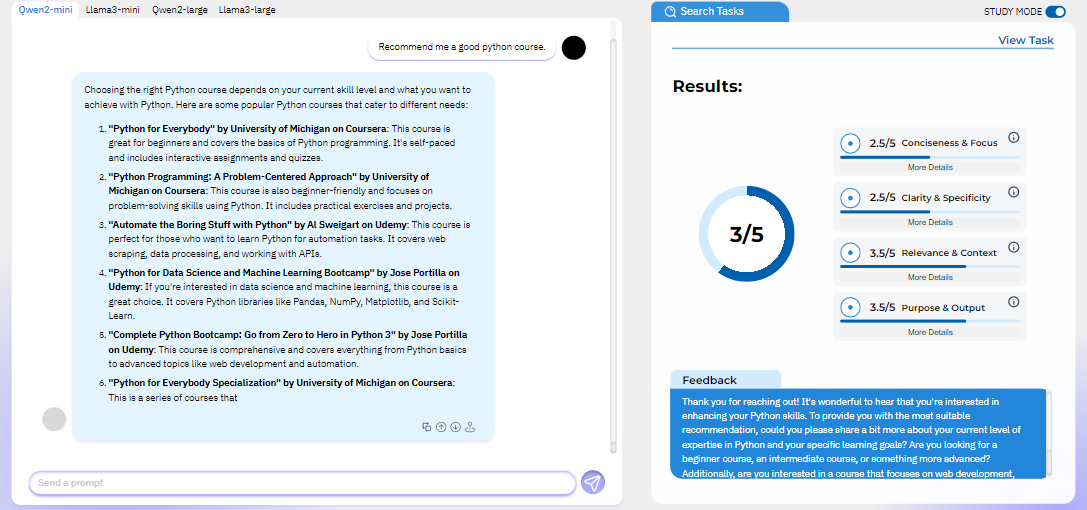 Qwen2-mini Llama3-mini Qwen2-large Llama3-large
Recommend me a good python course.
Choosing the right Python course depends on your current skill level and what you want to
achieve with Python. Here are some popular Python courses that cater to different needs:
1. "Python for Everybody" by University of Michigan on Coursera: This course is
great for beginners and covers the basics of Python programming. It's self-paced
and includes interactive assignments and quizzes.
2. "Python Programming: A Problem-Centered Approach" by University of
Michigan on Coursera: This course is also beginner-friendly and focuses on
problem-solving skills using Python. It includes practical exercises and projects.
3. "Automate the Boring Stuff with Python" by Al Sweigart on Udemy: This course is
perfect for those who want to learn Python for automation tasks. It covers web
scraping, data processing, and working with APIs.
4. "Python for Data Science and Machine Learning Bootcamp" by Jose Portilla on
Udemy: If you're interested in data science and machine learning, this course is a
great choice. It covers Python libraries like Pandas, NumPy, Matplotlib, and Scikit-
Learn.
5. "Complete Python Bootcamp: Go from Zero to Hero in Python 3" by Jose Portilla
on Udemy: This course is comprehensive and covers everything from Python basics
to advanced topics like web development and automation.
6. "Python for Everybody Specialization" by University of Michigan on Coursera:
This is a series of courses that
Send a prompt
Search Tasks
STUDY MODE
View Task
Results:
3/5
2.5/5 Conciseness & Focus
More Details
2.5/5 Clarity & Specificity
More Details
3.5/5 Relevance & Context
More Details
3.5/5 Purpose & Output
More Details
Feedback
Thank you for reaching out! It's wonderful to hear that you're interested in
enhancing your Python skills. To provide you with the most suitable
recommendation, could you please share a bit more about your current level of
expertise in Python and your specific learning goals? Are you looking for a
beginner course, an intermediate course, or something more advanced?
Additionally, are you interested in a course that focuses on web development,